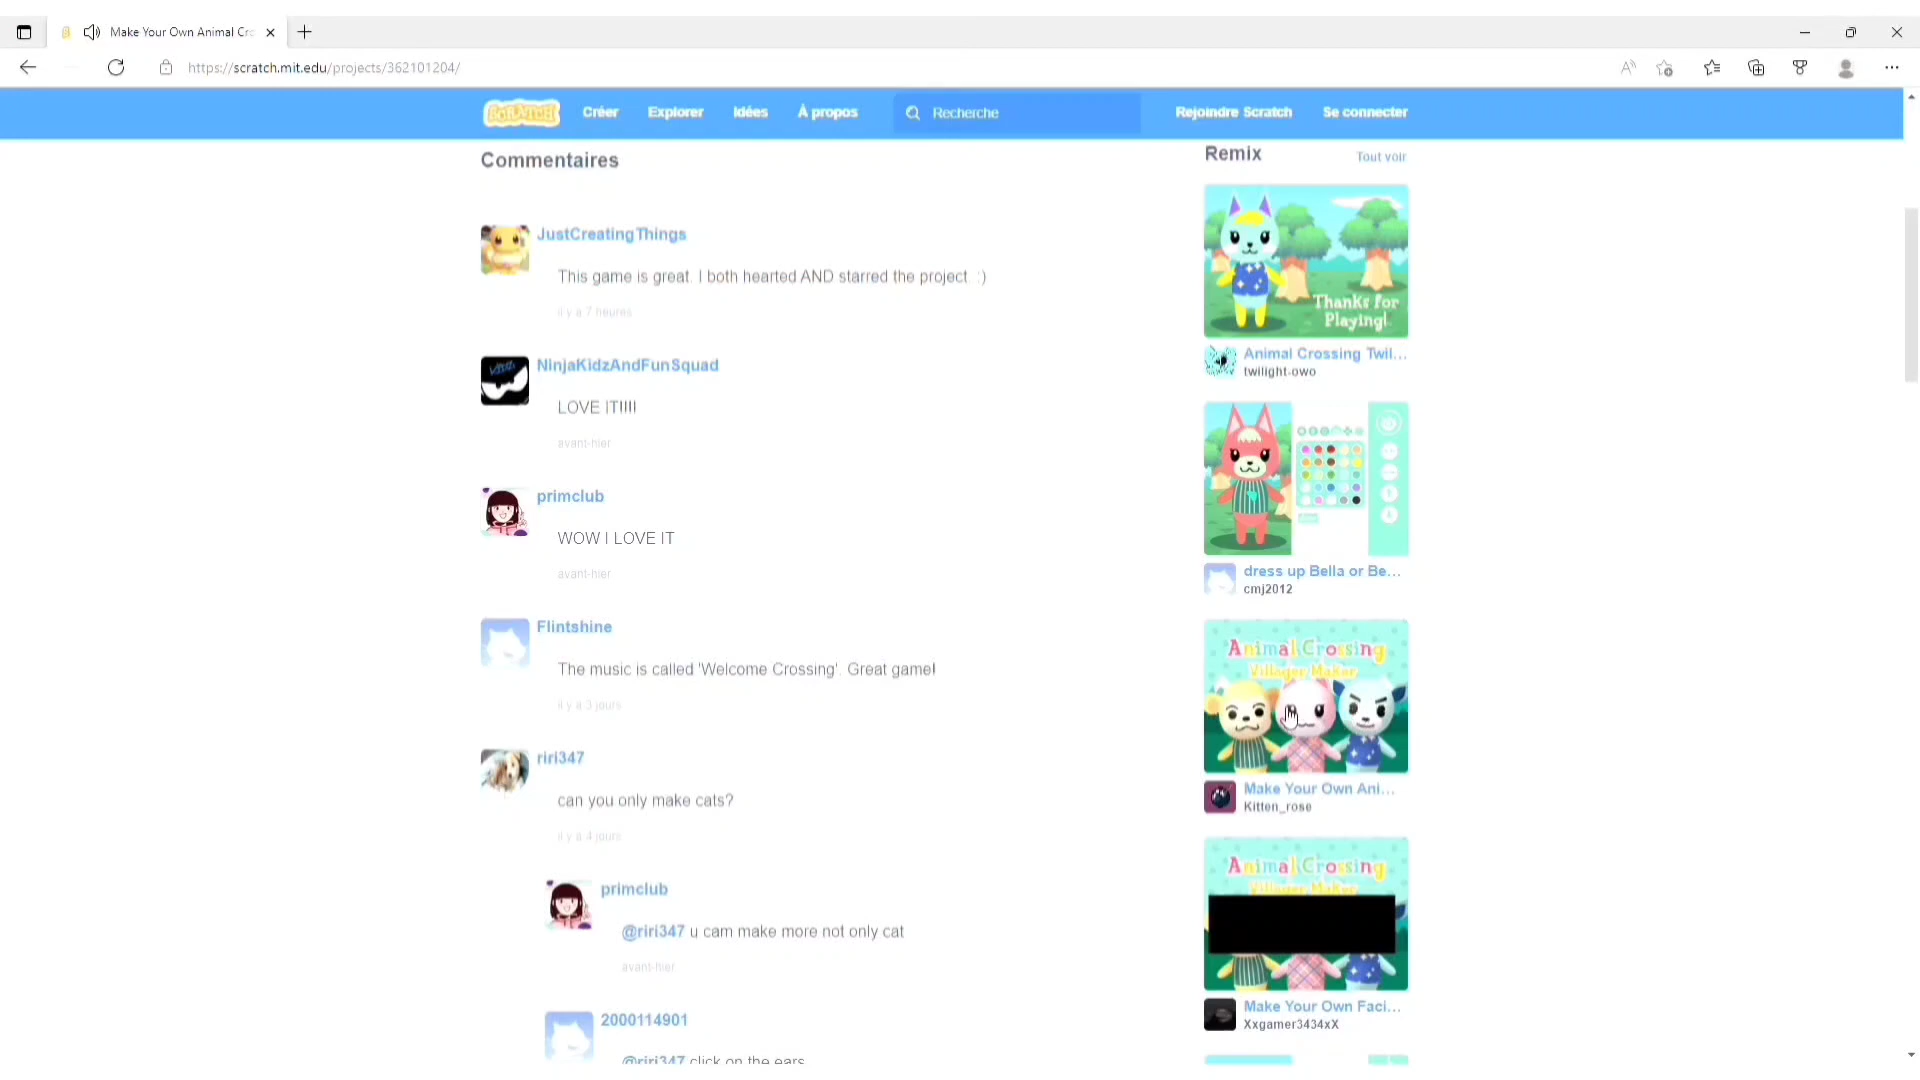 Make Your Own Animal Cr
https://scratch.mit.edu/projects/362101204/
SCRATCH
Créer
Explorer
Idées
À propos
Recherche
Rejoindre Scratch
Se connecter
Commentaires
JustCreatingThings
This game is great. I both hearted AND starred the project. :)
il y a 7 heures
NinjaKidzAndFunSquad
LOVE IT!!!!
avant-hier
primclub
WOW I LOVE IT
avant-hier
Flintshine
The music is called 'Welcome Crossing'. Great game!
il y a 3 jours
riri347
can you only make cats?
il y a 4 jours
primclub
@riri347 u cam make more not only cat
avant-hier
2000114901
@riri347 click on the ears
Remix
Tout voir
Thanks for
Playing!
Animal Crossing Twil...
twilight-owo
dress up Bella or Be...
cmj2012
Animal Crossing
Villager Maker
Make Your Own Ani...
Kitten_rose
Animal Crossing
Villager Maker
Make Your Own Faci...
Xxgamer3434xX